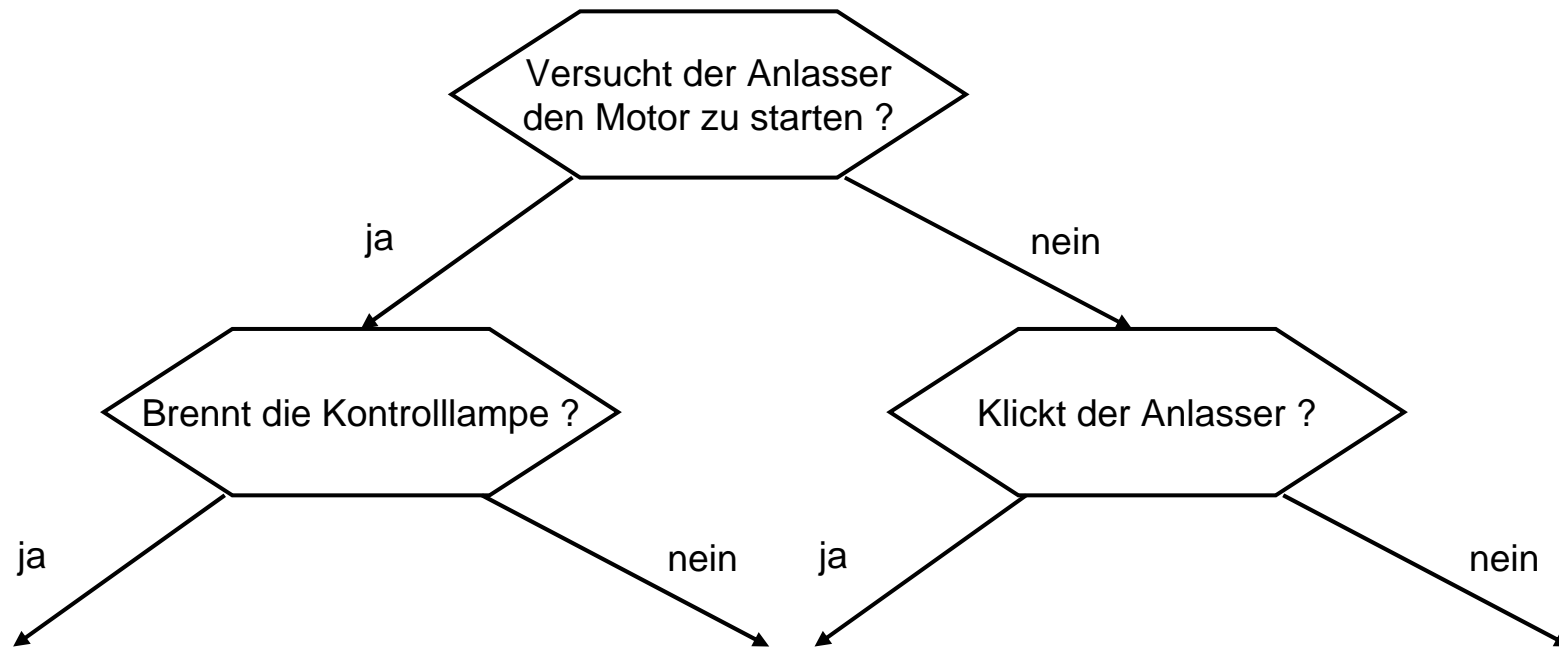 Versucht der Anlasser
den Motor zu starten ?
ja
nein
Brennt die Kontrolllampe ?
Klickt der Anlasser ?
ja
nein
ja
nein